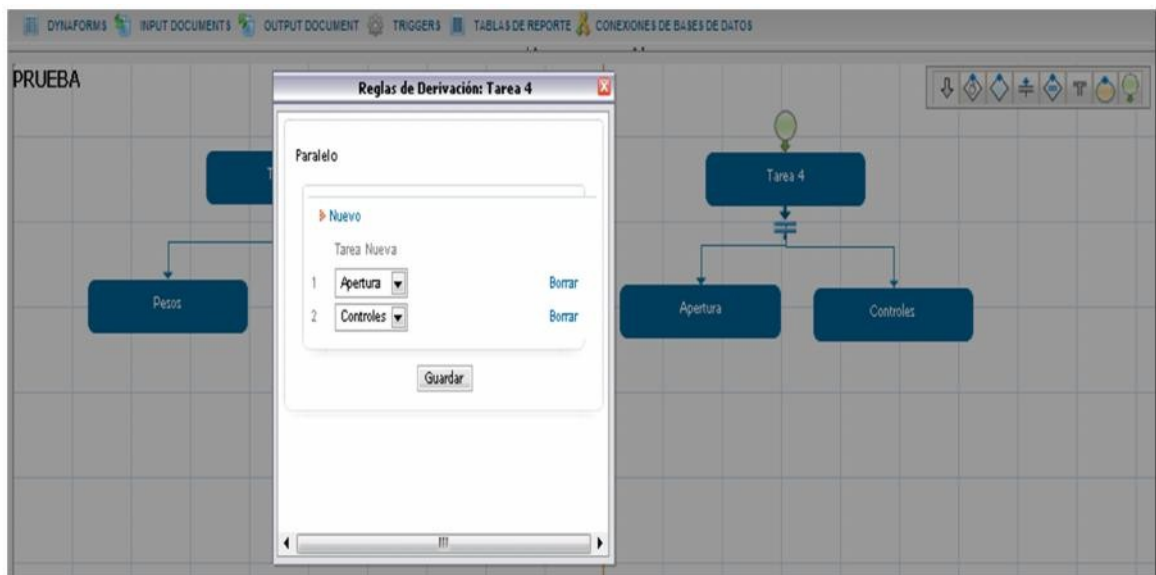 DYNAFORMS INPUT DOCUMENTS OUTPUT DOCUMENT TRIGGERS TABLAS DE REPORTE CONEXIONES DE BASES DE DATOS
PRUEBA
Reglas de Derivación: Tarea 4
Paralelo
Nuevo
Tarea Nueva
1 Apertura Borrar
2 Controles Borrar
Guardar
Pesos
Tarea 4
Apertura
Controles